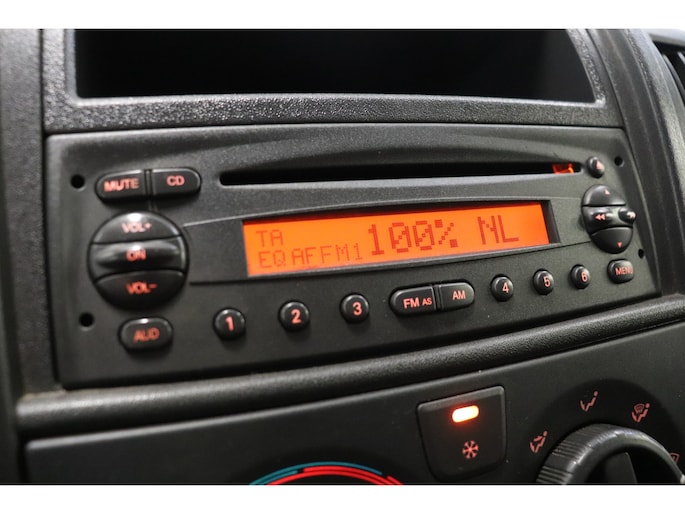 MUTE CD
VOL+
ON
VOL-
AUD
TA
EQ AF FM1
100% NL
1 2 3
FM AS AM
4 5 6
MENU